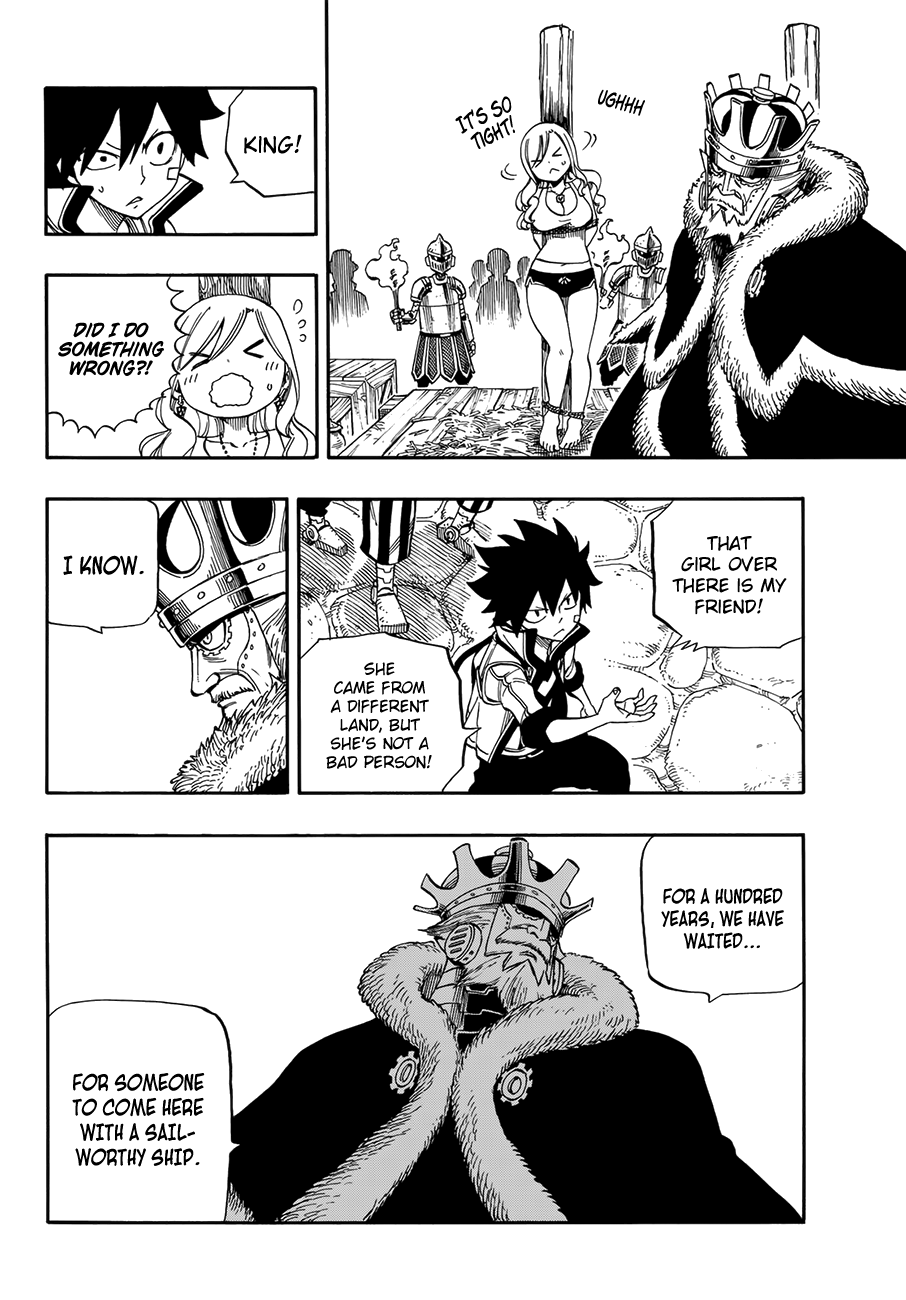 UGHHH
IT'S SO
TIGHT!
KING!
DID I DO
SOMETHING
WRONG?!
THAT
GIRL OVER
THERE IS MY
FRIEND!
SHE
CAME FROM
A DIFFERENT
LAND, BUT
SHE'S NOT A
BAD PERSON!
I KNOW.
FOR A HUNDRED
YEARS, WE HAVE
WAITED...
FOR SOMEONE
TO COME HERE
WITH A SAIL-
WORTHY SHIP.